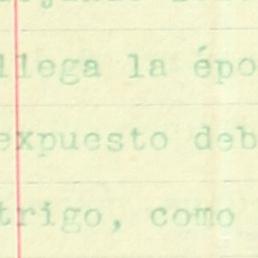 llega la épo
expuesto deb
trigo, como